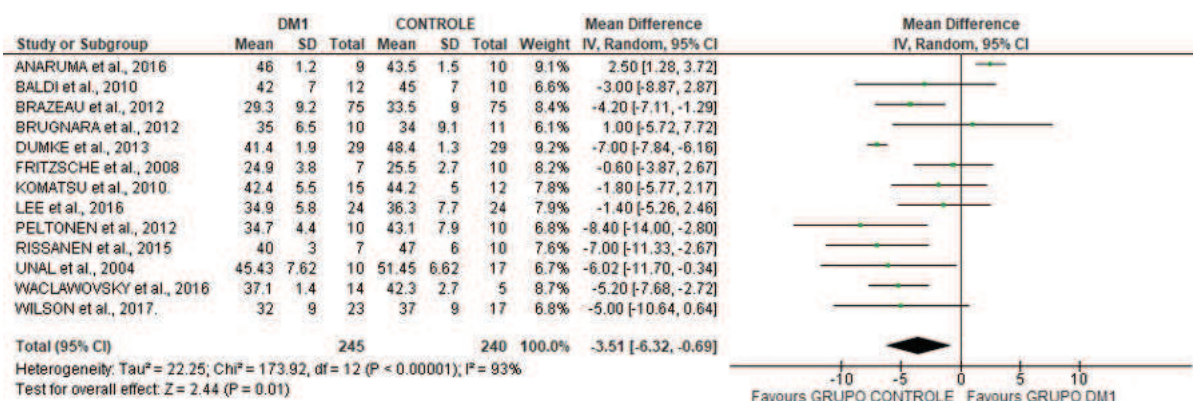 DM1 CONTROLE Mean Difference Mean Difference
Study or Subgroup Mean SD Total Mean SD Total Weight IV, Random, 95% CI IV, Random, 95% CI
ANARUMA et al., 2016 46 1.2 9 43.5 1.5 10 9.1% 2.50 [1.28, 3.72]
BALDI et al., 2010 42 7 12 45 7 10 6.6% -3.00 [-8.87, 2.87]
BRAZEAU et al., 2012 29.3 9.2 75 33.5 9 75 8.5% -4.20 [-7.11, -1.29]
BRUGNARA et al., 2012 35 6.5 10 34 9.1 11 6.1% 1.00 [-5.72, 7.72]
DUMKE et al., 2013 41.4 1.9 29 48.4 1.3 29 9.2% -7.00 [-7.84, -6.16]
FRITZSCHE et al., 2008 24.9 3.8 7 25.5 2.7 10 8.3% -0.60 [-3.87, 2.67]
KOMATSU et al., 2010. 42.4 5.5 15 44.2 5 12 7.9% -1.80 [-5.77, 2.17]
LEE et al., 2016 34.9 5.8 24 36.3 7.7 24 7.9% -1.40 [-5.26, 2.46]
PELTONEN et al., 2012 34.7 4.4 10 43.1 7.9 10 6.8% -8.40 [-14.00, -2.80]
RISSANEN et al., 2015 40 3 7 47 6 10 7.6% -7.00 [-11.33, -2.67]
UNAL et al., 2004 45.43 7.62 10 51.45 6.62 17 6.7% -6.02 [-11.70, -0.34]
WACLAWOVSKY et al., 2016 37.1 1.4 14 42.3 2.7 5 8.7% -5.20 [-7.68, -2.72]
WILSON et al., 2017. 32 9 23 37 9 17 6.8% -5.00 [-10.64, 0.64]
Total (95% CI) 245 240 100.0% -3.51 [-6.32, -0.69]
Heterogeneity: Tau² = 22.25; Chi² = 173.92, df = 12 (P < 0.00001); I² = 93%
Test for overall effect: Z = 2.44 (P = 0.01)
-10 -5 0 5 10
Favours GRUPO CONTROLE Favours GRUPO DM1